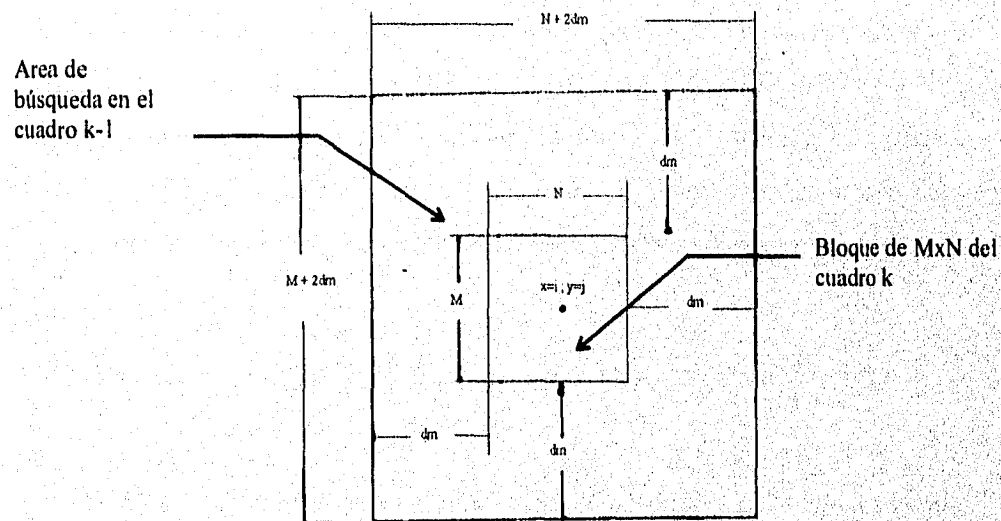 N + 2dm
Area de
búsqueda en el
cuadro k-1
dm
N
Bloque de MxN del
cuadro k
M + 2dm
M
x=i , y=j
dm
dm
dm